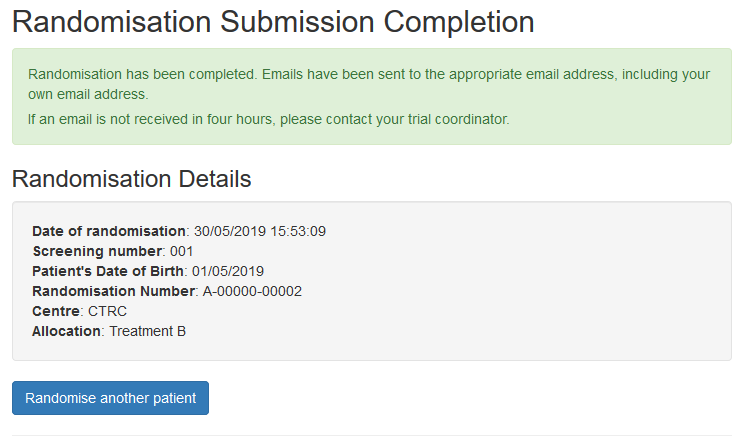 Randomisation Submission Completion
Randomisation has been completed. Emails have been sent to the appropriate email address, including your
own email address.
If an email is not received in four hours, please contact your trial coordinator.
Randomisation Details
Date of randomisation: 30/05/2019 15:53:09
Screening number: 001
Patient's Date of Birth: 01/05/2019
Randomisation Number: A-00000-00002
Centre: CTRC
Allocation: Treatment B
Randomise another patient